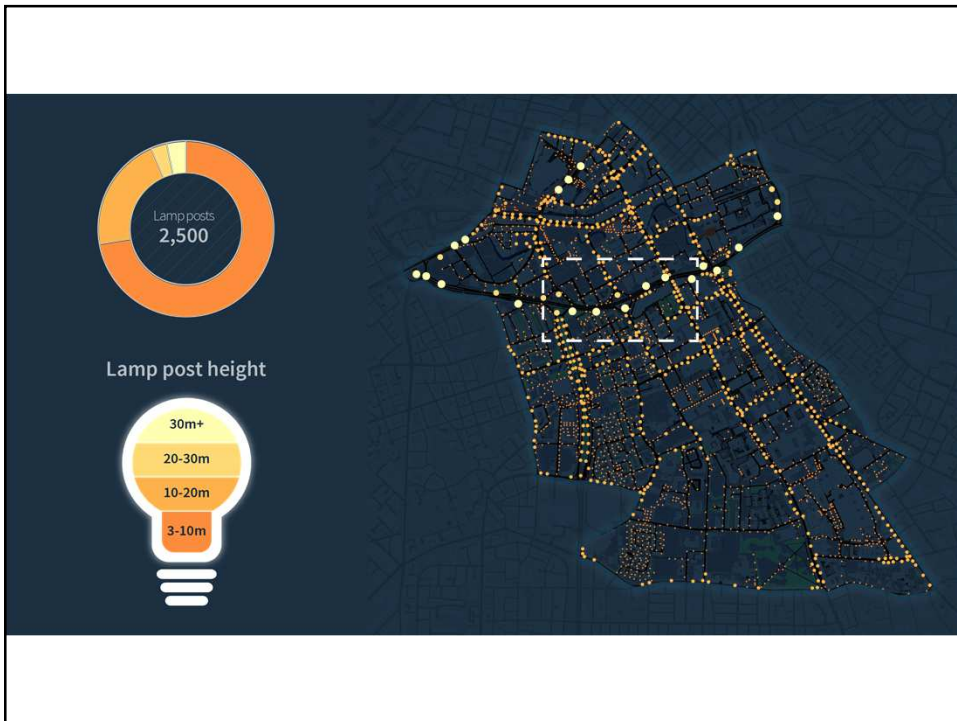 Lamp posts
2,500
Lamp post height
30m+
20-30m
10-20m
3-10m